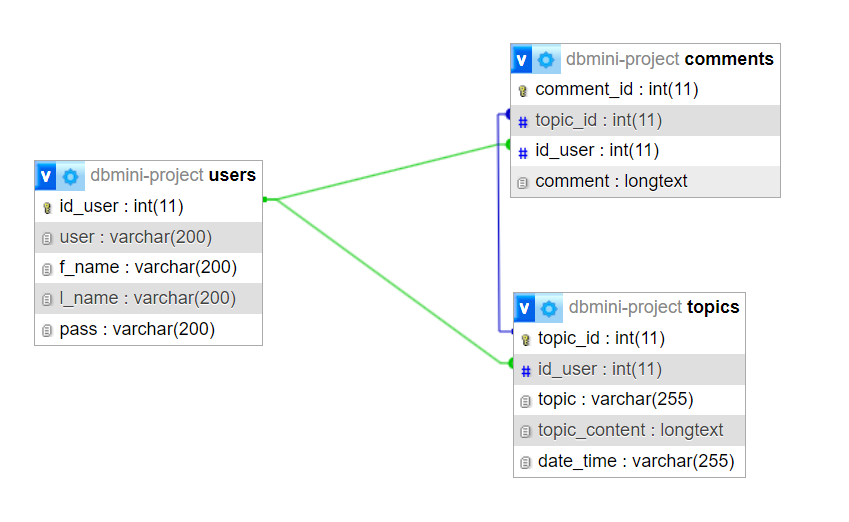 v dbmini-project users
id_user : int(11)
user : varchar(200)
f_name : varchar(200)
l_name : varchar(200)
pass : varchar(200)
v dbmini-project comments
comment_id : int(11)
# topic_id : int(11)
# id_user : int(11)
comment : longtext
v dbmini-project topics
topic_id : int(11)
# id_user : int(11)
topic : varchar(255)
topic_content : longtext
date_time : varchar(255)